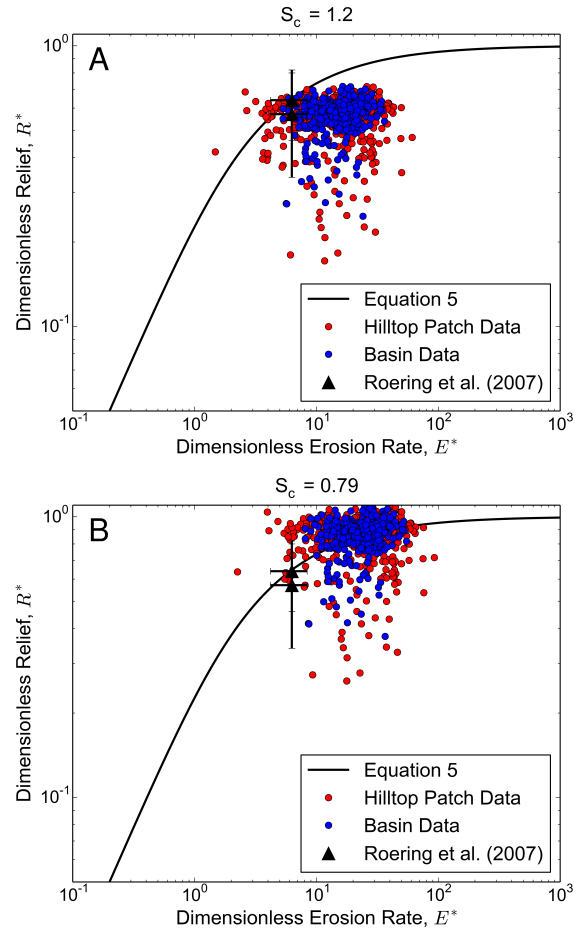 S_c = 1.2
A
10^0
10^-1
Dimensionless Relief, R*
Equation 5
Hilltop Patch Data
Basin Data
Roering et al. (2007)
10^-1 10^0 10^1 10^2 10^3
Dimensionless Erosion Rate, E*
S_c = 0.79
B
10^0
10^-1
Dimensionless Relief, R*
Equation 5
Hilltop Patch Data
Basin Data
Roering et al. (2007)
10^-1 10^0 10^1 10^2 10^3
Dimensionless Erosion Rate, E*